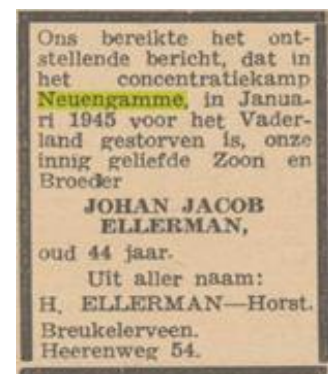 Ons bereikte het ont-
stellende bericht, dat in
het concentratiekamp
Neuengamme, in Janua-
ri 1945 voor het Vader-
land gestorven is, onze
innig geliefde Zoon en
Broeder
JOHAN JACOB
ELLERMAN,
oud 44 jaar.
Uit aller naam:
H. ELLERMAN—Horst.
Breukelerveen.
Heerenweg 54.